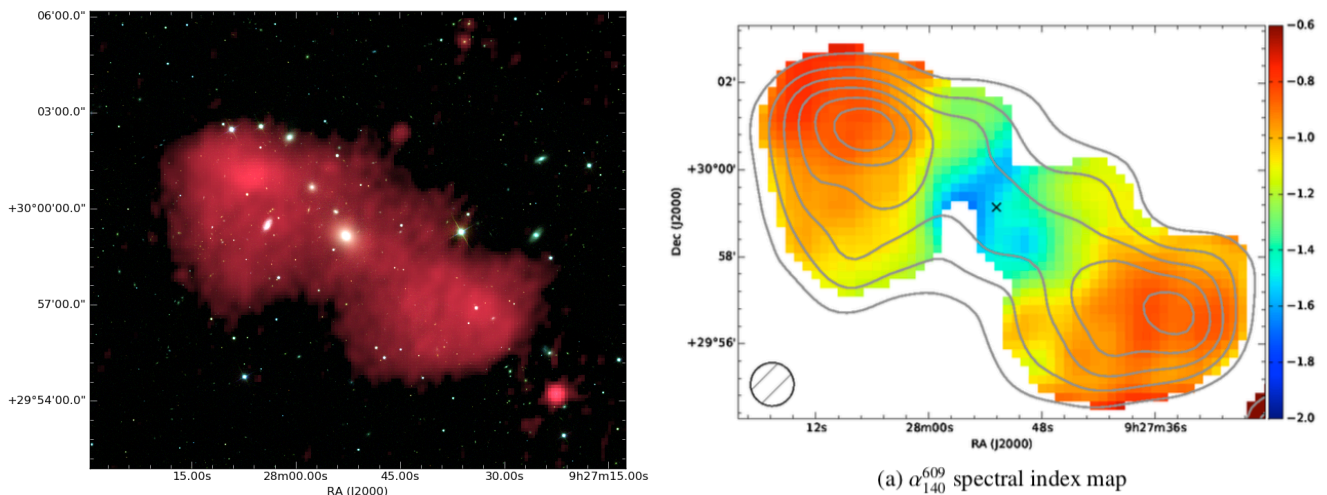 06'00.0"
03'00.0"
+30°00'00.0"
57'00.0"
+29°54'00.0"
15.00s
28m00.00s
45.00s
30.00s
9h27m15.00s
RA (J2000)
Dec (J2000)
02'
+30°00'
58'
+29°56'
12s
28m00s
48s
9h27m36s
RA (J2000)
−0.6
−0.8
−1.0
−1.2
−1.4
−1.6
−1.8
−2.0
(a) α₁₄₀⁶⁰⁹ spectral index map